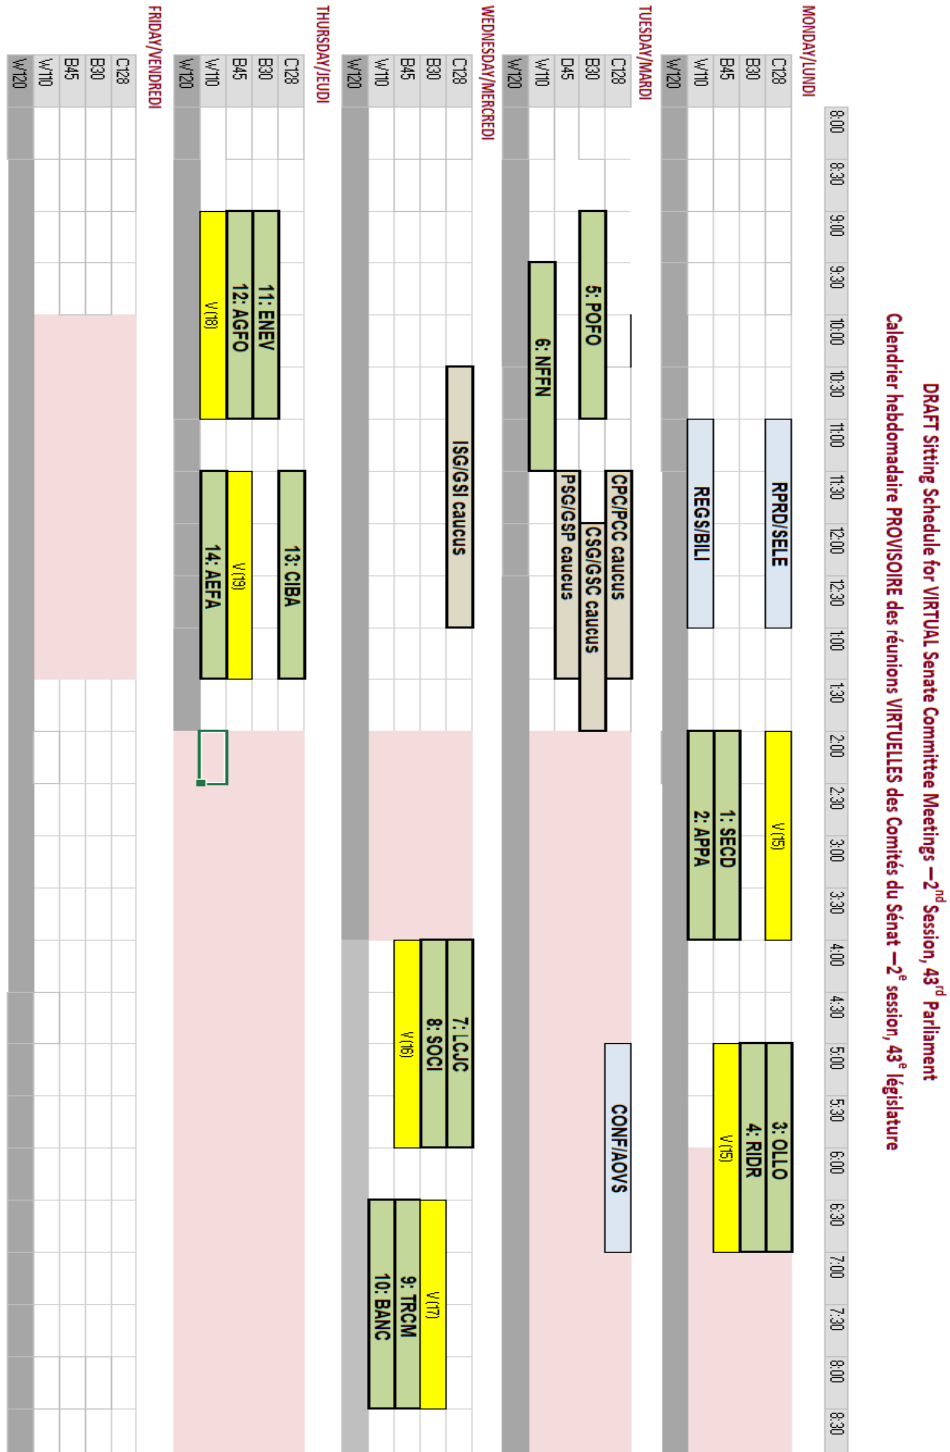 DRAFT Sitting Schedule for VIRTUAL Senate Committee Meetings –2nd Session, 43rd Parliament
Calendrier hebdomadaire PROVISOIRE des réunions VIRTUELLES des Comités du Sénat –2e session, 43e législature
8:00 8:30 9:00 9:30 10:00 10:30 11:00 11:30 12:00 12:30 1:00 1:30 2:00 2:30 3:00 3:30 4:00 4:30 5:00 5:30 6:00 6:30 7:00 7:30 8:00 8:30
MONDAY/LUNDI
C128 RPRD/SELE V (15) 3: OLLO
B30 4: RIDR
B45 1: SECD V (15)
W110 REGS/BILI 2: APPA
W120
TUESDAY/MARDI
C128 CPC/PCC caucus CONF/AOVS
B30 5: POFO CSG/GSC caucus
D45 PSG/GSP caucus
W110 6: NFFN
W120
WEDNESDAY/MERCREDI
C128 ISG/GSI caucus 7: LCJC
B30 8: SOCI V (17)
B45 V (16) 9: TRCM
W110 10: BANC
W120
THURSDAY/JEUDI
C128 13: CIBA
B30 11: ENEV
B45 12: AGFO V (19)
W110 V (18) 14: AEFA
W120
FRIDAY/VENDREDI
C128
B30
B45
W110
W120